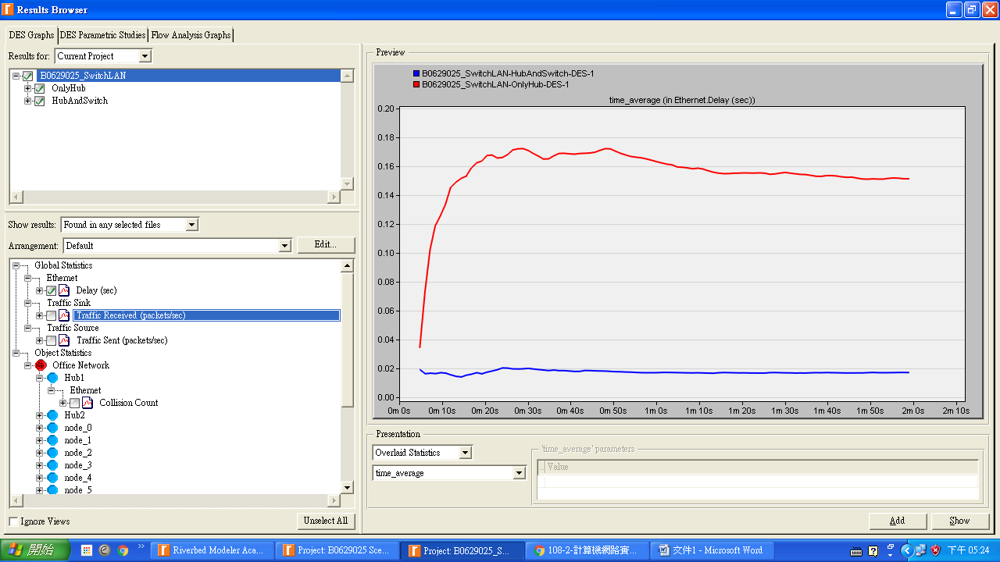 Results Browser
DES Graphs DES Parametric Studies Flow Analysis Graphs
Results for: Current Project
B0629025_SwitchLAN
OnlyHub
HubAndSwitch
Show results: Found in any selected files
Arrangement: Default Edit...
Global Statistics
Ethernet
Delay (sec)
Traffic Sink
Traffic Received (packets/sec)
Traffic Source
Traffic Sent (packets/sec)
Object Statistics
Office Network
Hub1
Ethernet
Collision Count
Hub2
node_0
node_1
node_2
node_3
node_4
node_5
Ignore Views Unselect All
Preview
B0629025_SwitchLAN-HubAndSwitch-DES-1
B0629025_SwitchLAN-OnlyHub-DES-1
time_average (in Ethernet.Delay (sec))
0.20
0.18
0.16
0.14
0.12
0.10
0.08
0.06
0.04
0.02
0.00
0m 0s 0m 10s 0m 20s 0m 30s 0m 40s 0m 50s 1m 0s 1m 10s 1m 20s 1m 30s 1m 40s 1m 50s 2m 0s 2m 10s
Presentation
Overlaid Statistics
time_average
'time_average' parameters
... Value
Add Show
開始 Riverbed Modeler Aca... Project: B0629025 Sce... Project: B0629025_S... 108-2-計算機網路實... 文件1 - Microsoft Word 下午 05:24